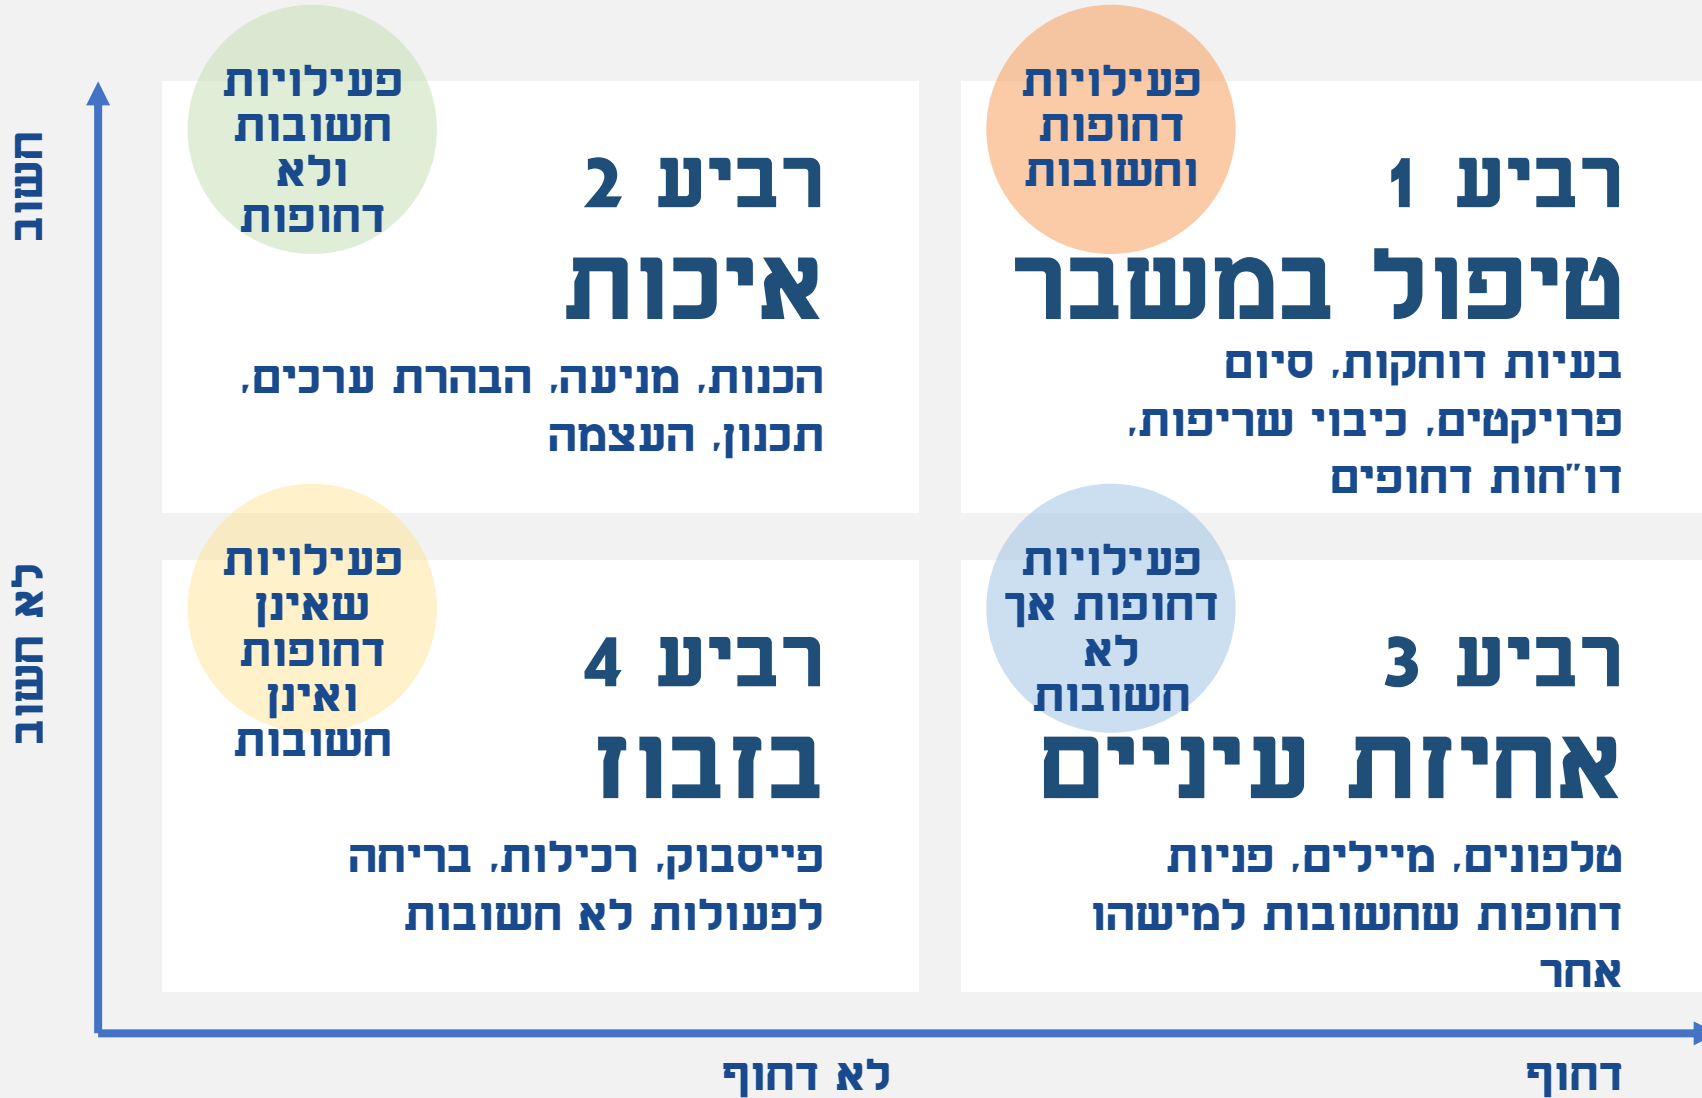 פעילויות
דחופות
וחשובות
רביע 1
טיפול במשבר
בעיות דוחקות, סיום
פרויקטים, כיבוי שריפות,
דו"חות דחופים
פעילויות
חשובות
ולא
דחופות
רביע 2
איכות
הכנות, מניעה, הבהרת ערכים,
תכנון, העצמה
חשוב
פעילויות
דחופות אך
לא
חשובות
רביע 3
אחיזת עיניים
טלפונים, מיילים, פניות
דחופות שחשובות למישהו
אחר
פעילויות
שאינן
דחופות
ואינן
חשובות
רביע 4
בזבוז
פייסבוק, רכילות, בריחה
לפעולות לא חשובות
לא חשוב
דחוף
לא דחוף